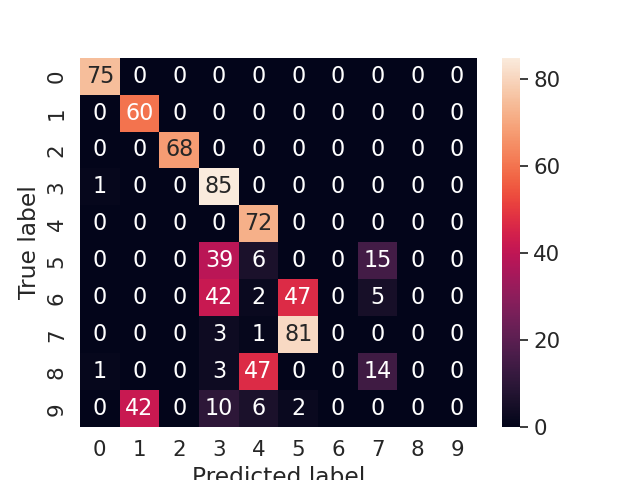 0 75 0 0 0 0 0 0 0 0 0
1 0 60 0 0 0 0 0 0 0 0
2 0 0 68 0 0 0 0 0 0 0
3 1 0 0 85 0 0 0 0 0 0
4 0 0 0 0 72 0 0 0 0 0
5 0 0 0 39 6 0 0 15 0 0
6 0 0 0 42 2 47 0 5 0 0
7 0 0 0 3 1 81 0 0 0 0
8 1 0 0 3 47 0 0 14 0 0
9 0 42 0 10 6 2 0 0 0 0
0 1 2 3 4 5 6 7 8 9
True label
Predicted label
80
60
40
20
0